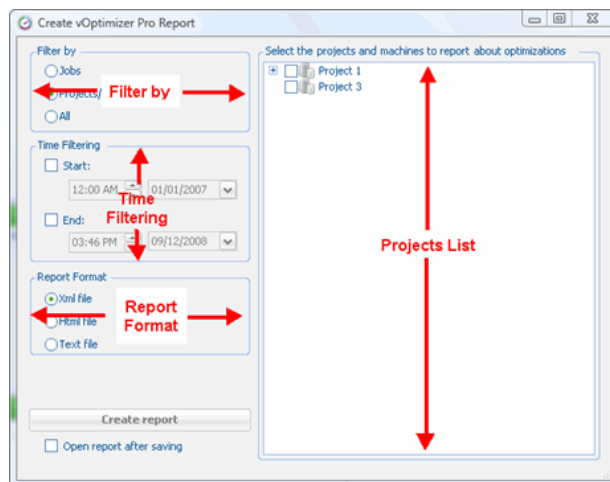 Create vOptimizer Pro Report
Filter by
Jobs
Projects/
All
Filter by
Time Filtering
Start:
12:00 AM 01/01/2007
End:
03:46 PM 09/12/2008
Time
Filtering
Report Format
Xml file
Html file
Text file
Report
Format
Create report
Open report after saving
Select the projects and machines to report about optimizations
Project 1
Project 3
Projects List